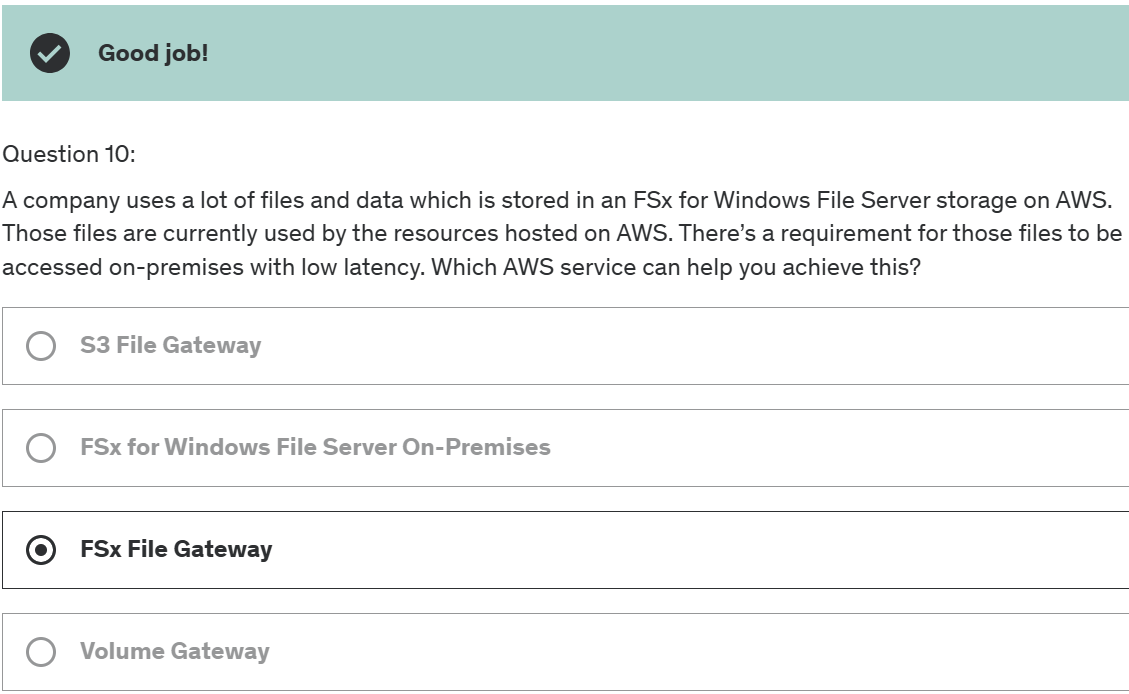 Good job!
Question 10:
A company uses a lot of files and data which is stored in an FSx for Windows File Server storage on AWS.
Those files are currently used by the resources hosted on AWS. There’s a requirement for those files to be
accessed on-premises with low latency. Which AWS service can help you achieve this?
S3 File Gateway
FSx for Windows File Server On-Premises
FSx File Gateway
Volume Gateway